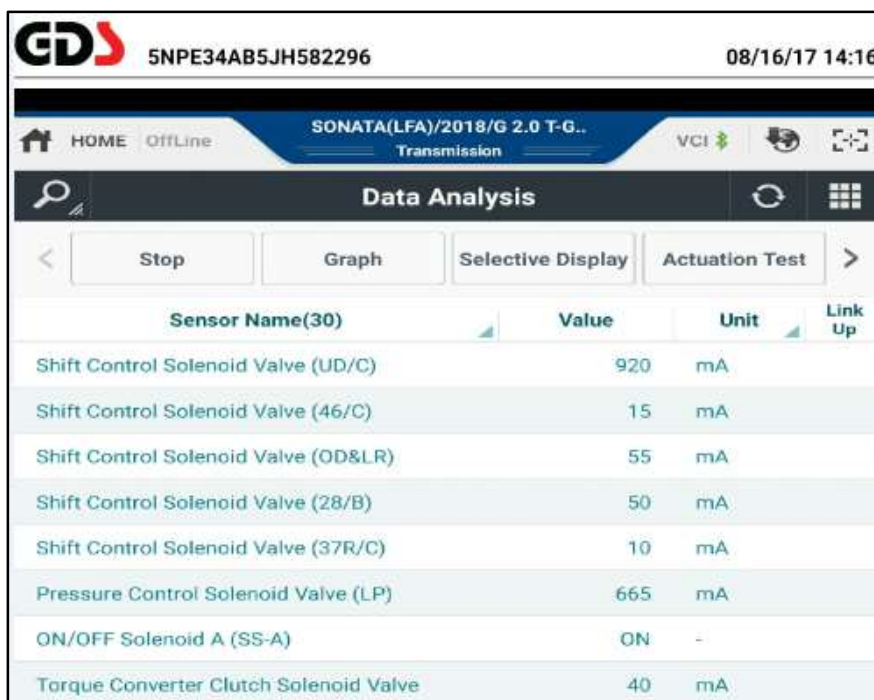 GDS 5NPE34AB5JH582296 08/16/17 14:16
HOME OffLine SONATA(LFA)/2018/G 2.0 T-G.. VCI
Transmission
Data Analysis
< Stop Graph Selective Display Actuation Test >
Sensor Name(30) Value Unit Link Up
Shift Control Solenoid Valve (UD/C) 920 mA
Shift Control Solenoid Valve (46/C) 15 mA
Shift Control Solenoid Valve (OD&LR) 55 mA
Shift Control Solenoid Valve (28/B) 50 mA
Shift Control Solenoid Valve (37R/C) 10 mA
Pressure Control Solenoid Valve (LP) 665 mA
ON/OFF Solenoid A (SS-A) ON -
Torque Converter Clutch Solenoid Valve 40 mA